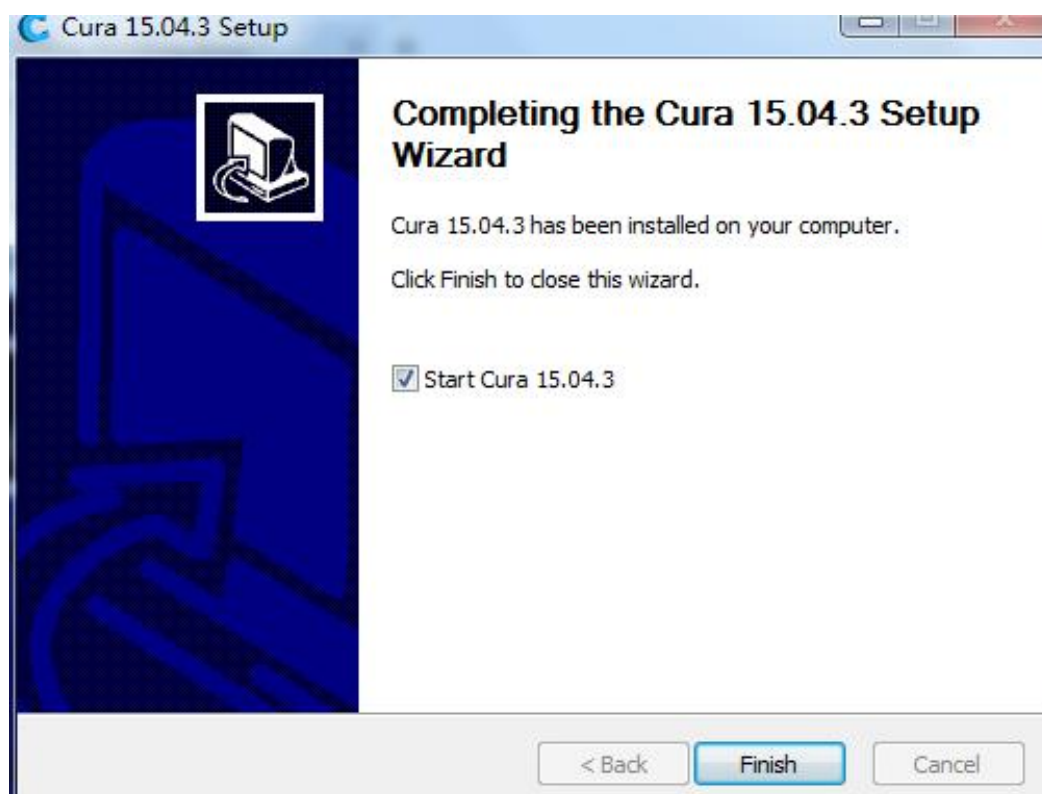 Cura 15.04.3 Setup
Completing the Cura 15.04.3 Setup
Wizard
Cura 15.04.3 has been installed on your computer.
Click Finish to close this wizard.
Start Cura 15.04.3
< Back Finish Cancel